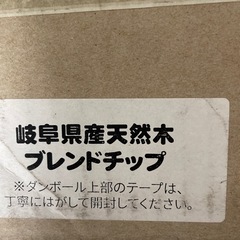 岐阜県産天然木
ブレンドチップ
※ダンボール上部のテープは、
丁寧にはがして開封してください。